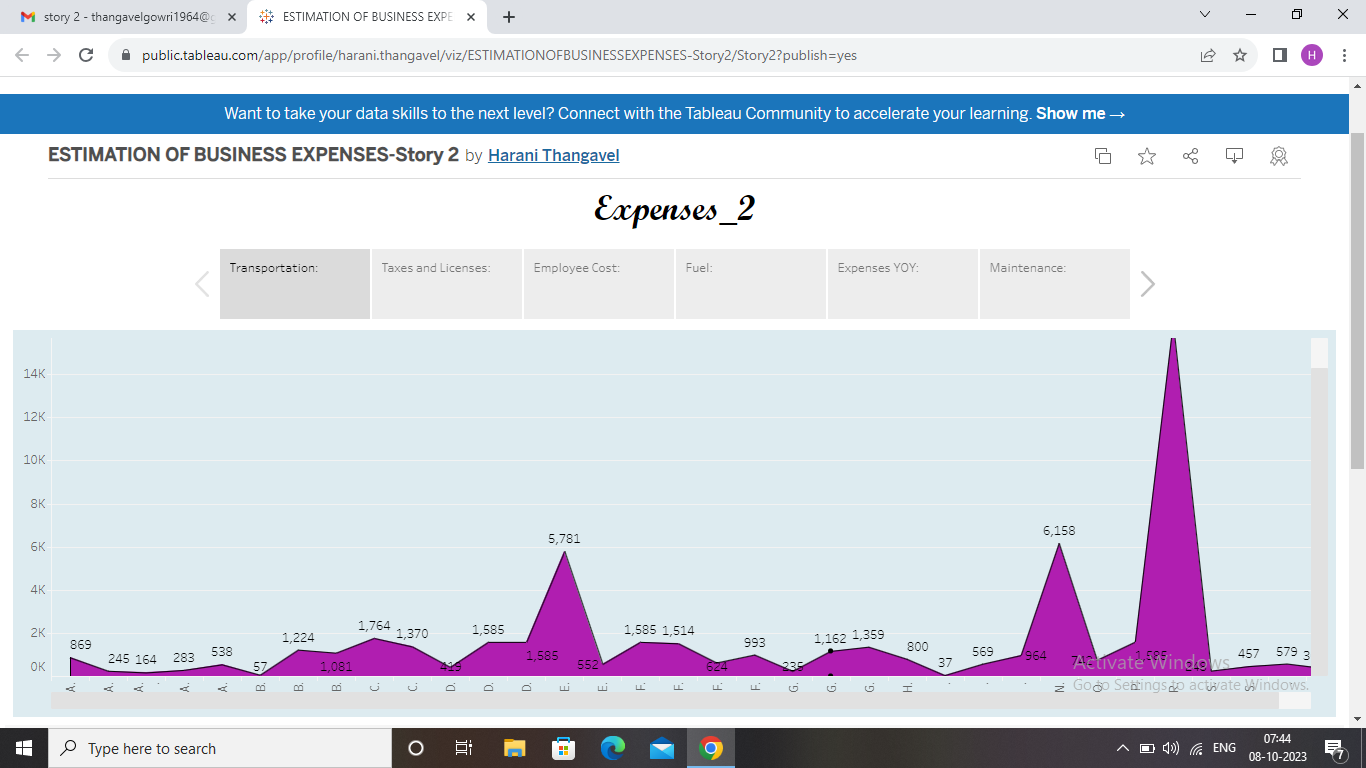 story 2 - thangavelgowri1964@g
ESTIMATION OF BUSINESS EXPE
public.tableau.com/app/profile/harani.thangavel/viz/ESTIMATIONOFBUSINESSEXPENSES-Story2/Story2?publish=yes
H
Want to take your data skills to the next level? Connect with the Tableau Community to accelerate your learning. Show me →
ESTIMATION OF BUSINESS EXPENSES-Story 2 by Harani Thangavel
Expenses_2
Transportation: Taxes and Licenses: Employee Cost: Fuel: Expenses YOY: Maintenance:
14K
12K
10K
8K
6K
4K
2K
0K
5,781 6,158
869 245 164 283 538 57 1,224 1,081 1,764 1,370 419 1,585 1,585 552 1,585 1,514 624 993 235 1,162 1,359 800 37 569 964 457 579 3
A. A. A. . A. A. B. B. B. C. C. D. D. D. E. E. F. F. F. F. G. G. G. H. . . . N. O. P. R. S. S. .
Activate Windows
Go to Settings to activate Windows.
Type here to search
ENG
07:44
08-10-2023
7